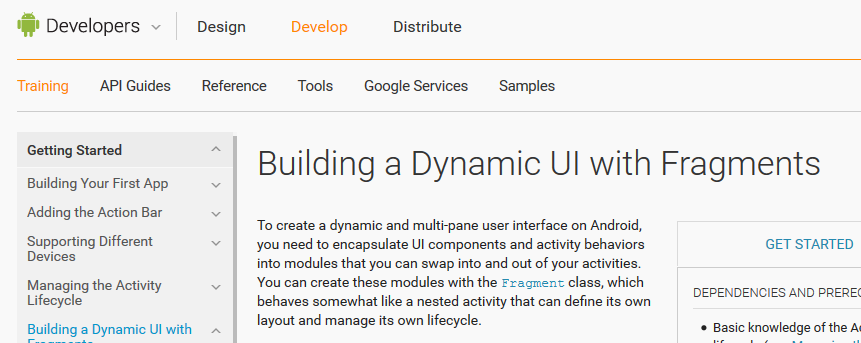 Developers
Design
Develop
Distribute
Training
API Guides
Reference
Tools
Google Services
Samples
Getting Started
Building Your First App
Adding the Action Bar
Supporting Different
Devices
Managing the Activity
Lifecycle
Building a Dynamic UI with
Fragments
Building a Dynamic UI with Fragments
To create a dynamic and multi-pane user interface on Android,
you need to encapsulate UI components and activity behaviors
into modules that you can swap into and out of your activities.
You can create these modules with the Fragment class, which
behaves somewhat like a nested activity that can define its own
layout and manage its own lifecycle.
GET STARTED
DEPENDENCIES AND PREREQ
• Basic knowledge of the Ac